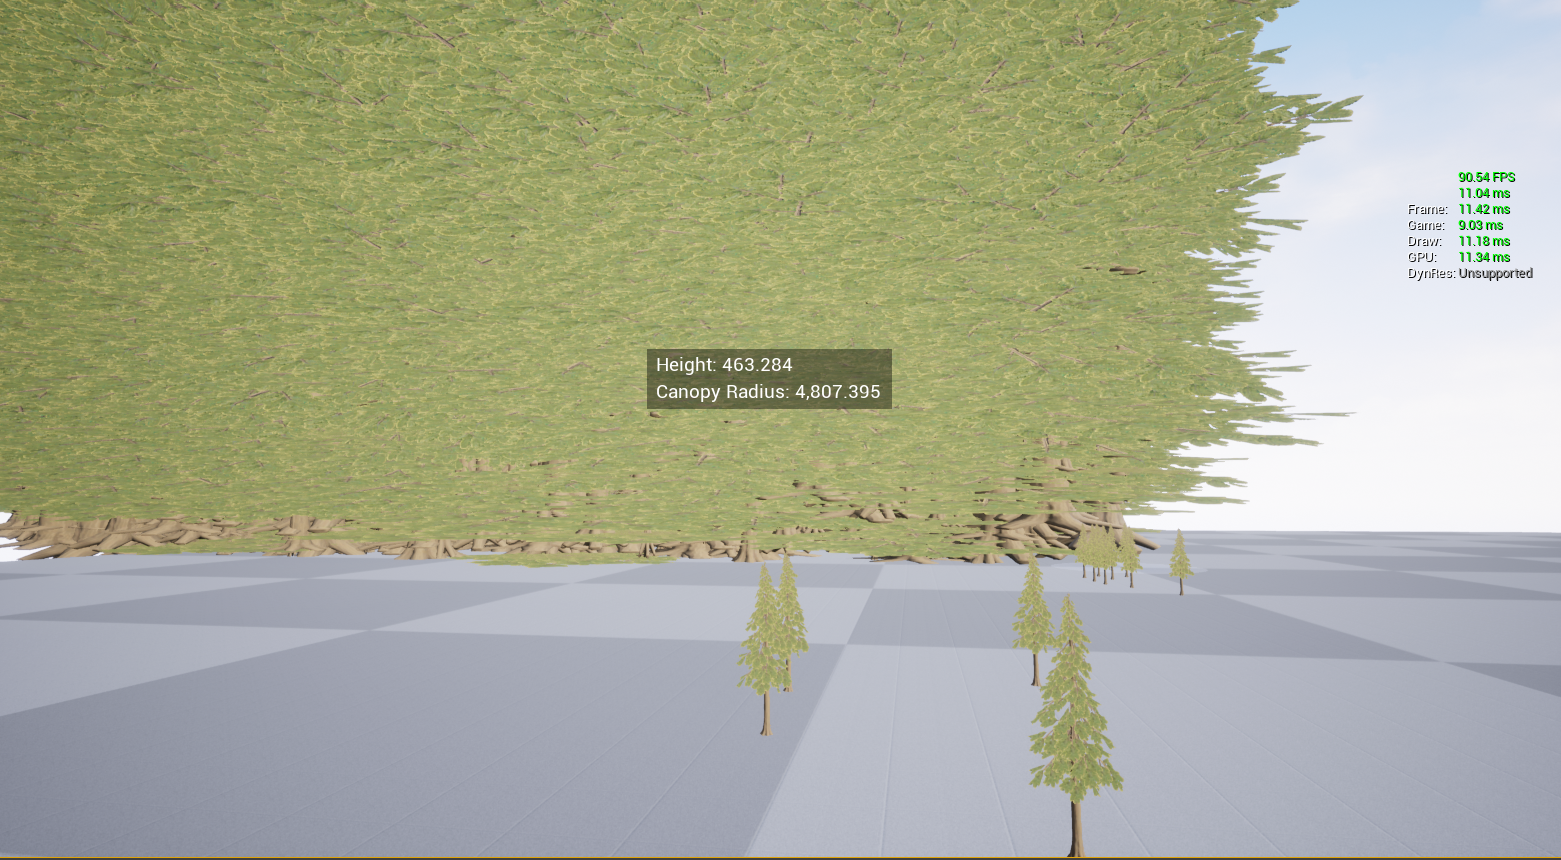 90.54 FPS
11.04 ms
Frame: 11.42 ms
Game: 9.03 ms
Draw: 11.18 ms
GPU: 11.34 ms
DynRes: Unsupported
Height: 463.284
Canopy Radius: 4,807.395